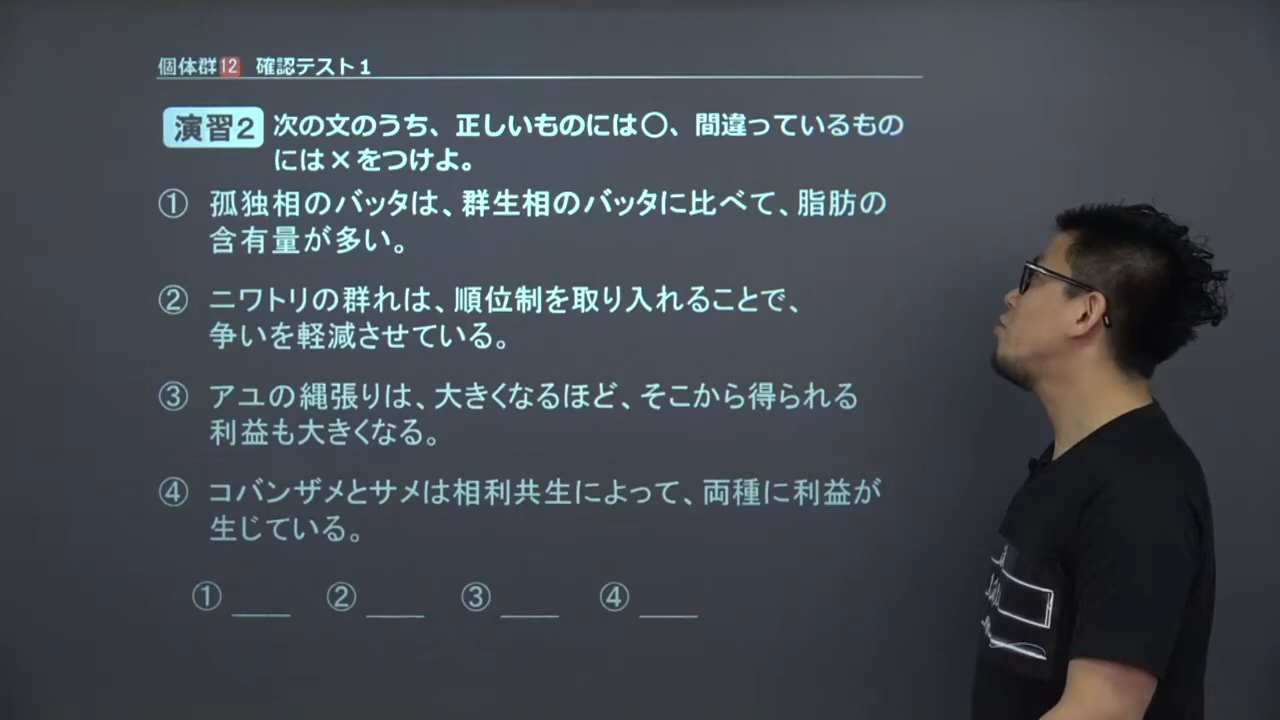 個体群12 確認テスト1
演習2 次の文のうち、正しいものには〇、間違っているもの
には×をつけよ。
① 孤独相のバッタは、群生相のバッタに比べて、脂肪の
含有量が多い。
② ニワトリの群れは、順位制を取り入れることで、
争いを軽減させている。
③ アユの縄張りは、大きくなるほど、そこから得られる
利益も大きくなる。
④ コバンザメとサメは相利共生によって、両種に利益が
生じている。
① ___ ② ___ ③ ___ ④ ___